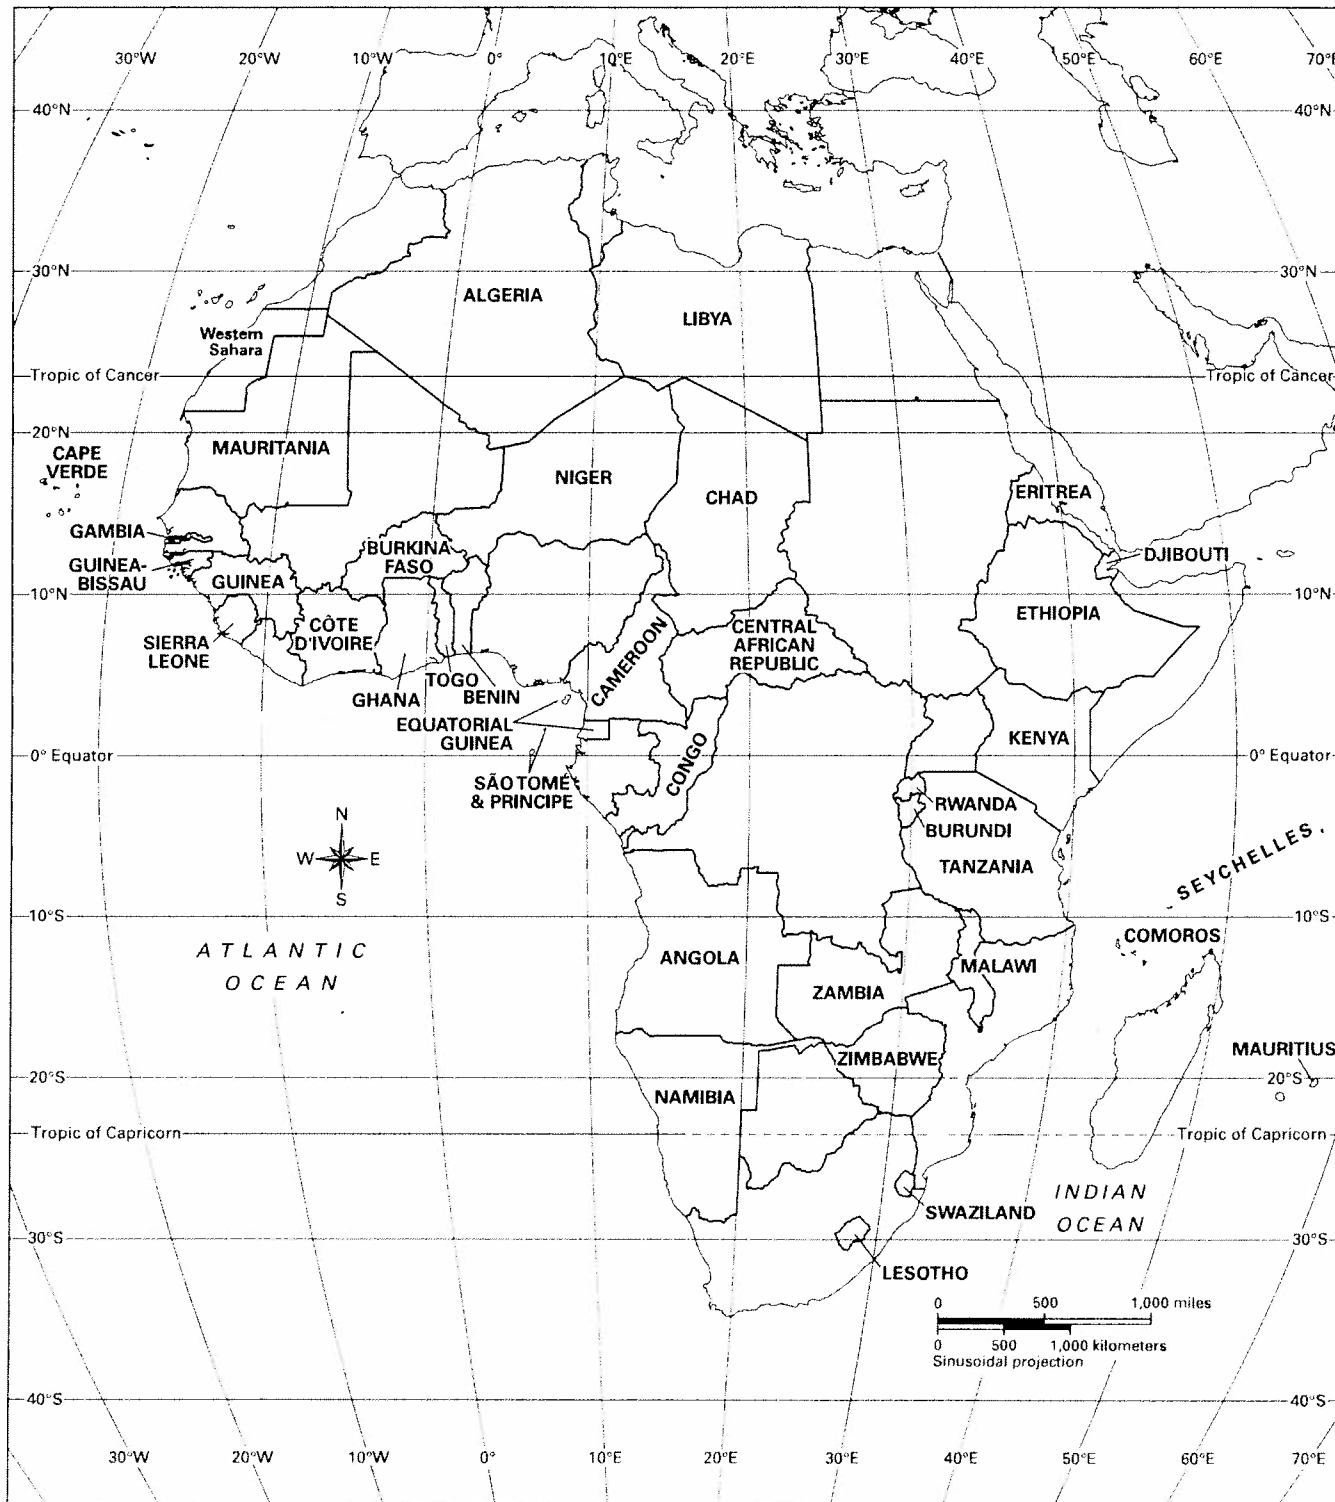 30°W 20°W 10°W 0° 10°E 20°E 30°E 40°E 50°E 60°E 70°E
40°N 40°N
30°N 30°N
ALGERIA
LIBYA
Western
Sahara
Tropic of Cancer Tropic of Cancer
20°N 20°N
MAURITANIA
CAPE
VERDE
NIGER
CHAD
ERITREA
GAMBIA
BURKINA
FASO
DJIBOUTI
GUINEA-
BISSAU
GUINEA
10°N 10°N
ETHIOPIA
CÔTE
D'IVOIRE
CENTRAL
AFRICAN
REPUBLIC
SIERRA
LEONE
CAMEROON
TOGO
GHANA
BENIN
EQUATORIAL
GUINEA
KENYA
CONGO
0° Equator 0° Equator
SÃO TOMÉ
& PRINCIPE
RWANDA
BURUNDI
N
W E
S
TANZANIA
SEYCHELLES
10°S 10°S
ATLANTIC
OCEAN
COMOROS
ANGOLA
MALAWI
ZAMBIA
MAURITIUS
ZIMBABWE
20°S 20°S
NAMIBIA
Tropic of Capricorn Tropic of Capricorn
INDIAN
OCEAN
SWAZILAND
30°S 30°S
LESOTHO
0 500 1,000 miles
0 500 1,000 kilometers
Sinusoidal projection
40°S 40°S
30°W 20°W 10°W 0° 10°E 20°E 30°E 40°E 50°E 60°E 70°E